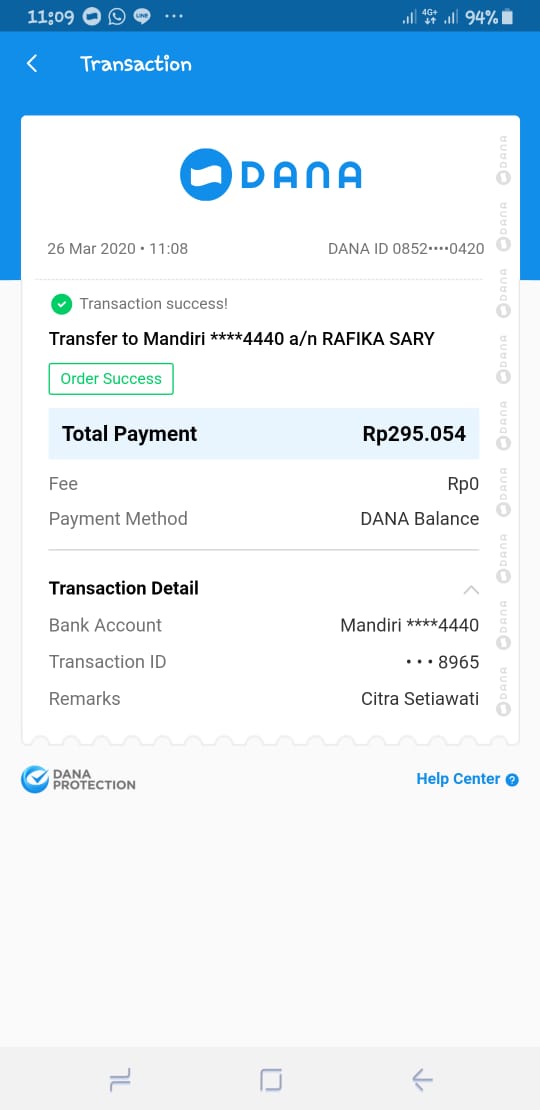 11:09 LINE ... 4G+ 94%
Transaction
DANA
26 Mar 2020 • 11:08 DANA ID 0852••••0420
Transaction success!
Transfer to Mandiri ****4440 a/n RAFIKA SARY
Order Success
Total Payment Rp295.054
Fee Rp0
Payment Method DANA Balance
Transaction Detail
Bank Account Mandiri ****4440
Transaction ID • • • 8965
Remarks Citra Setiawati
DANA
DANA
DANA
DANA
DANA
DANA
DANA
DANA
DANA
DANA
PROTECTION
Help Center ?